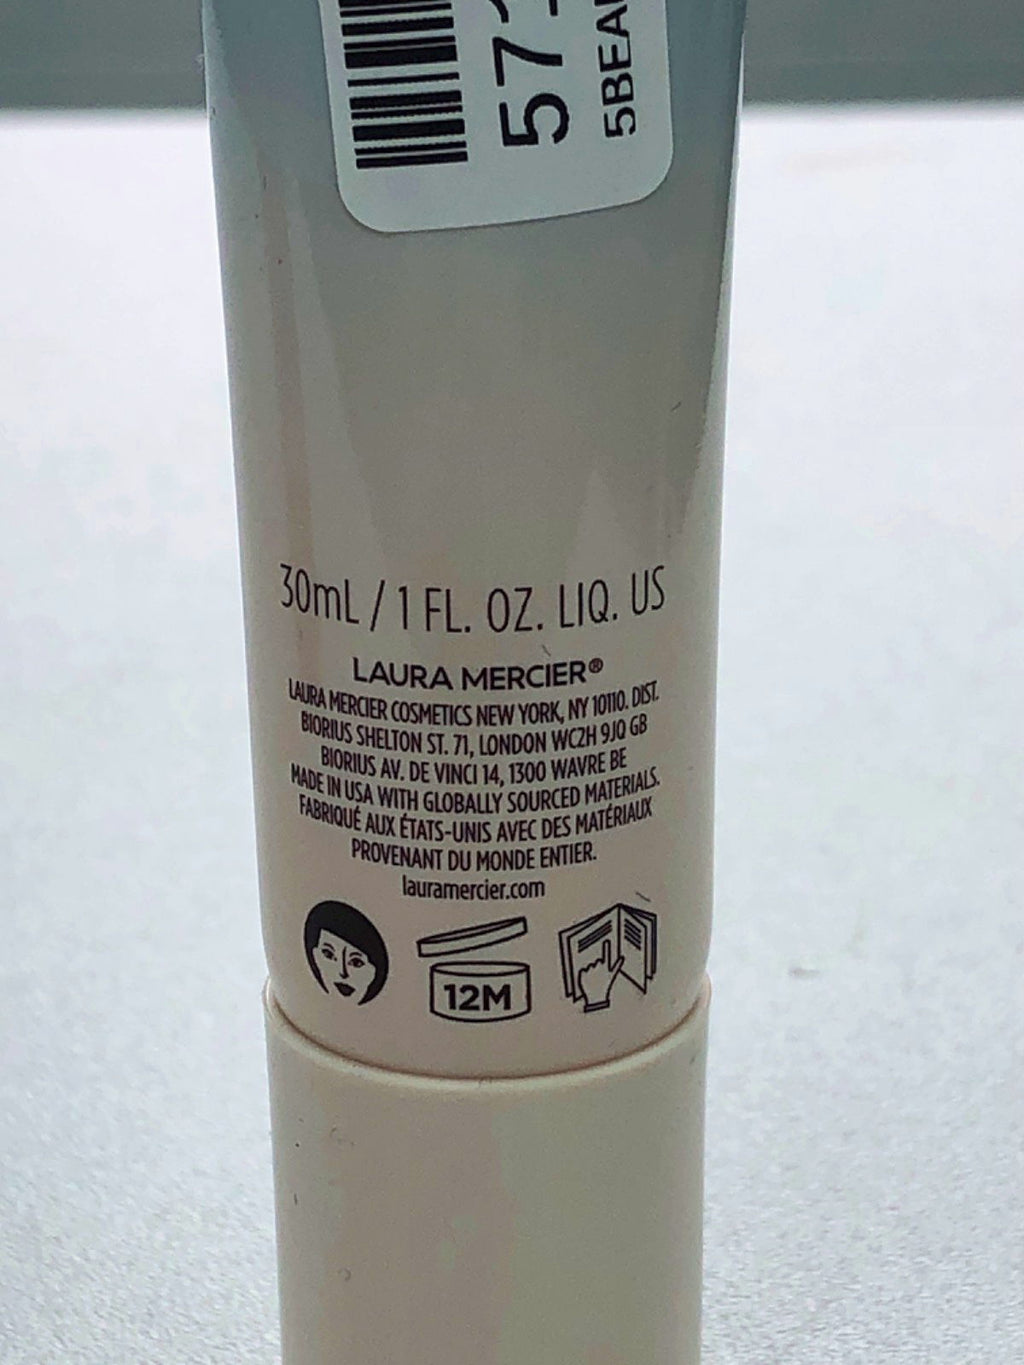 571
5BEA
30mL / 1 FL. OZ. LIQ. US
LAURA MERCIER®
LAURA MERCIER COSMETICS NEW YORK, NY 10110. DIST.
BIORIUS SHELTON ST. 71, LONDON WC2H 9JQ GB
BIORIUS AV. DE VINCI 14, 1300 WAVRE BE
MADE IN USA WITH GLOBALLY SOURCED MATERIALS.
FABRIQUÉ AUX ÉTATS-UNIS AVEC DES MATÉRIAUX
PROVENANT DU MONDE ENTIER.
lauramercier.com
12M